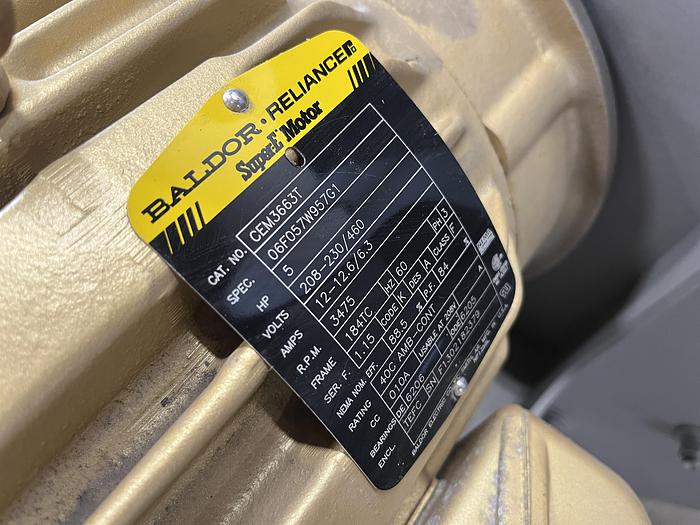 BALDOR • RELIANCE
Super-E Motor
CAT. NO. CEM3663T
SPEC. 06F057W957G1
HP 5
VOLTS 208-230/460
AMPS 12-12.6/6.3
R.P.M. 3475 PH 3
FRAME 184TC HZ 60 CLASS F
SER. F. 1.15 CODE K DES A
NEMA NOM. EFF. 88.5 % P.F. 84 %
RATING 40C AMB-CONT
CC 010A USABLE AT 208V A
BEARINGS DE 6206 ODE 6205
ENCL. TEFC SN F1302182379
BALDOR ELECTRIC